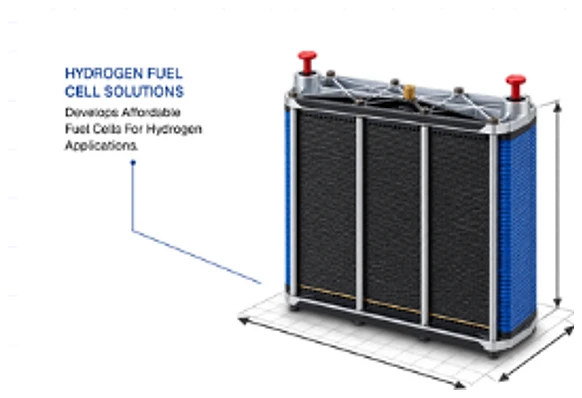 HYDROGEN FUEL
CELL SOLUTIONS
Develops Affordable
Fuel Cells For Hydrogen
Applications.